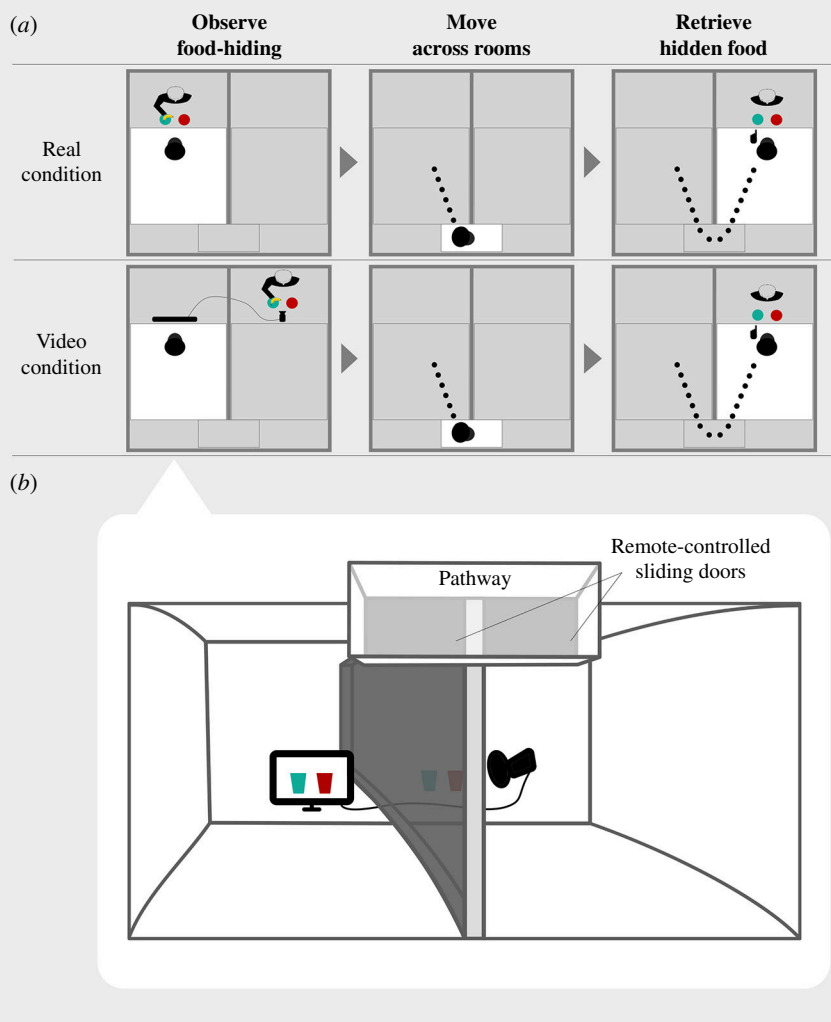 (a)
Observe
food-hiding
Move
across rooms
Retrieve
hidden food
Real
condition
Video
condition
(b)
Remote-controlled
sliding doors
Pathway